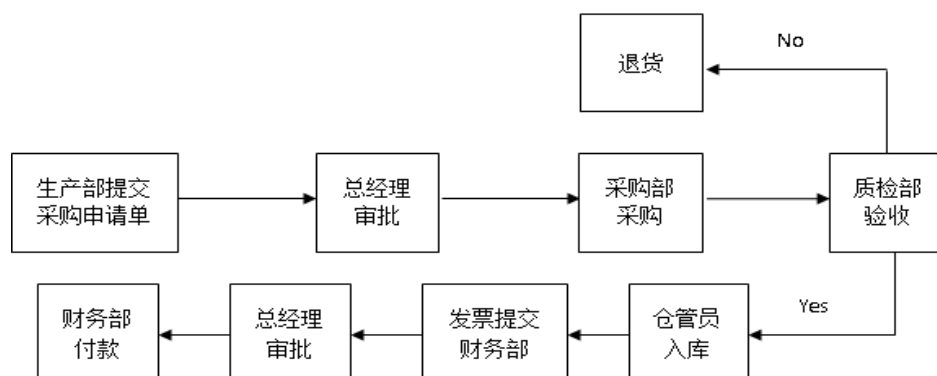 退货
No
生产部提交
采购申请单
总经理
审批
采购部
采购
质检部
验收
Yes
财务部
付款
总经理
审批
发票提交
财务部
仓管员
入库